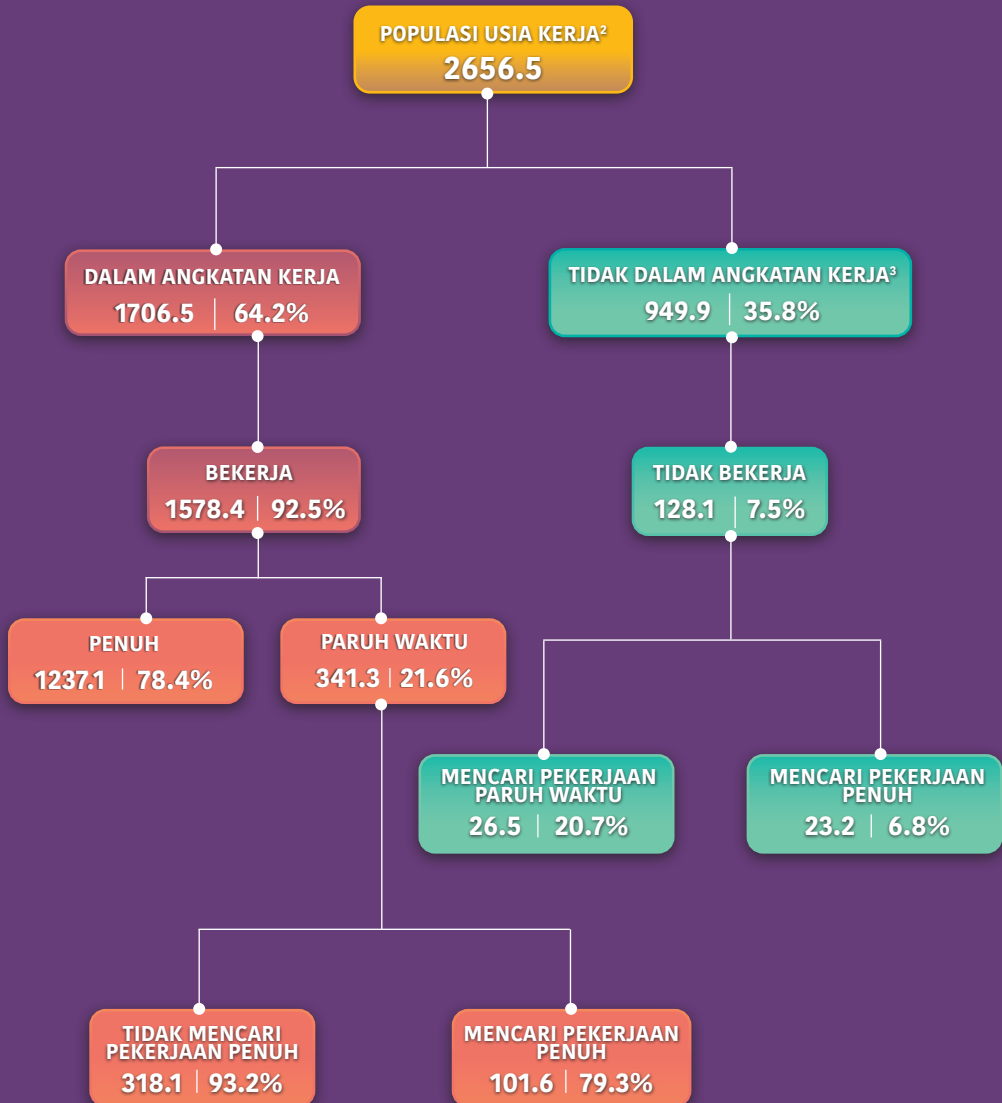 POPULASI USIA KERJA²
2656.5
DALAM ANGKATAN KERJA
1706.5 | 64.2%
TIDAK DALAM ANGKATAN KERJA³
949.9 | 35.8%
BEKERJA
1578.4 | 92.5%
TIDAK BEKERJA
128.1 | 7.5%
PENUH
1237.1 | 78.4%
PARUH WAKTU
341.3 | 21.6%
MENCARI PEKERJAAN
PARUH WAKTU
26.5 | 20.7%
MENCARI PEKERJAAN
PENUH
23.2 | 6.8%
TIDAK MENCARI
PEKERJAAN PENUH
318.1 | 93.2%
MENCARI PEKERJAAN
PENUH
101.6 | 79.3%